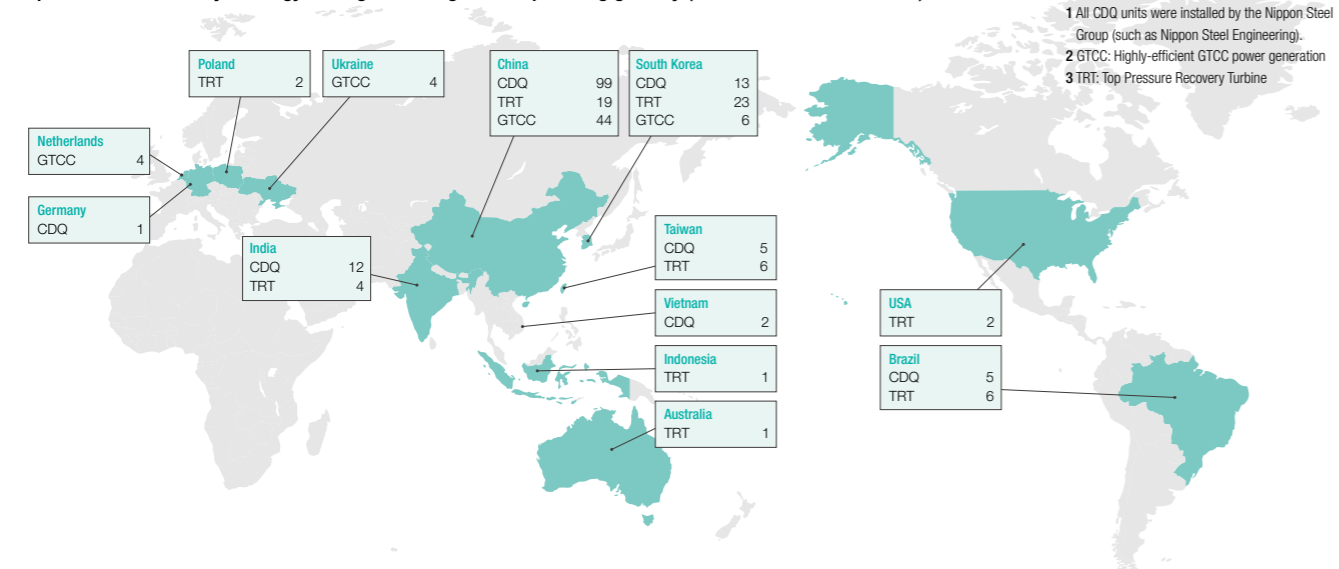 1 All CDQ units were installed by the Nippon Steel
Group (such as Nippon Steel Engineering).
2 GTCC: Highly-efficient GTCC power generation
3 TRT: Top Pressure Recovery Turbine
Poland
TRT 2
Ukraine
GTCC 4
China
CDQ 99
TRT 19
GTCC 44
South Korea
CDQ 13
TRT 23
GTCC 6
Netherlands
GTCC 4
Germany
CDQ 1
India
CDQ 12
TRT 4
Taiwan
CDQ 5
TRT 6
Vietnam
CDQ 2
Indonesia
TRT 1
Australia
TRT 1
USA
TRT 2
Brazil
CDQ 5
TRT 6